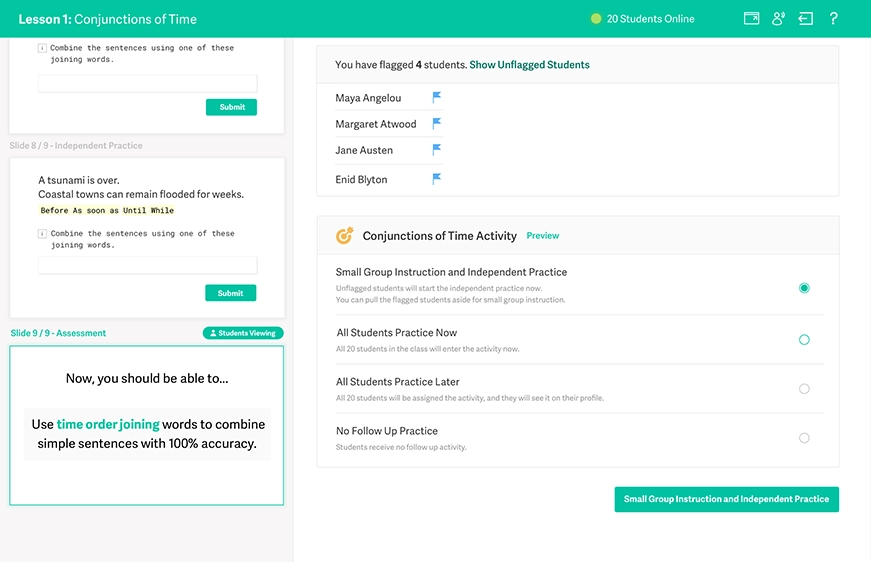 Lesson 1: Conjunctions of Time
20 Students Online
?
i Combine the sentences using one of these
joining words.
Submit
Slide 8 / 9 - Independent Practice
A tsunami is over.
Coastal towns can remain flooded for weeks.
Before As soon as Until While
i Combine the sentences using one of these
joining words.
Submit
Slide 9 / 9 - Assessment
Students Viewing
Now, you should be able to...
Use time order joining words to combine
simple sentences with 100% accuracy.
You have flagged 4 students. Show Unflagged Students
Maya Angelou
Margaret Atwood
Jane Austen
Enid Blyton
Conjunctions of Time Activity Preview
Small Group Instruction and Independent Practice
Unflagged students will start the independent practice now.
You can pull the flagged students aside for small group instruction.
All Students Practice Now
All 20 students in the class will enter the activity now.
All Students Practice Later
All 20 students will be assigned the activity, and they will see it on their profile.
No Follow Up Practice
Students receive no follow up activity.
Small Group Instruction and Independent Practice